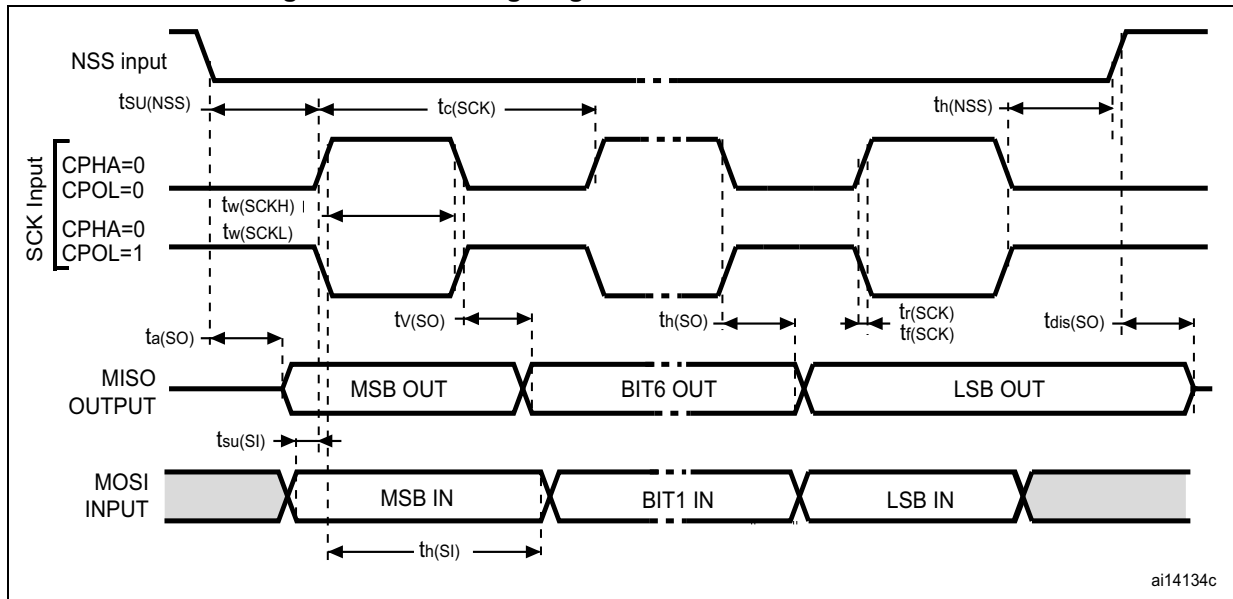 NSS input
tSU(NSS)
tc(SCK)
th(NSS)
SCK Input
CPHA=0
CPOL=0
tw(SCKH)
CPHA=0
CPOL=1
tw(SCKL)
tV(SO)
th(SO)
tr(SCK)
tf(SCK)
ta(SO)
tdis(SO)
MISO
OUTPUT
MSB OUT
BIT6 OUT
LSB OUT
tsu(SI)
MOSI
INPUT
MSB IN
BIT1 IN
LSB IN
th(SI)
ai14134c